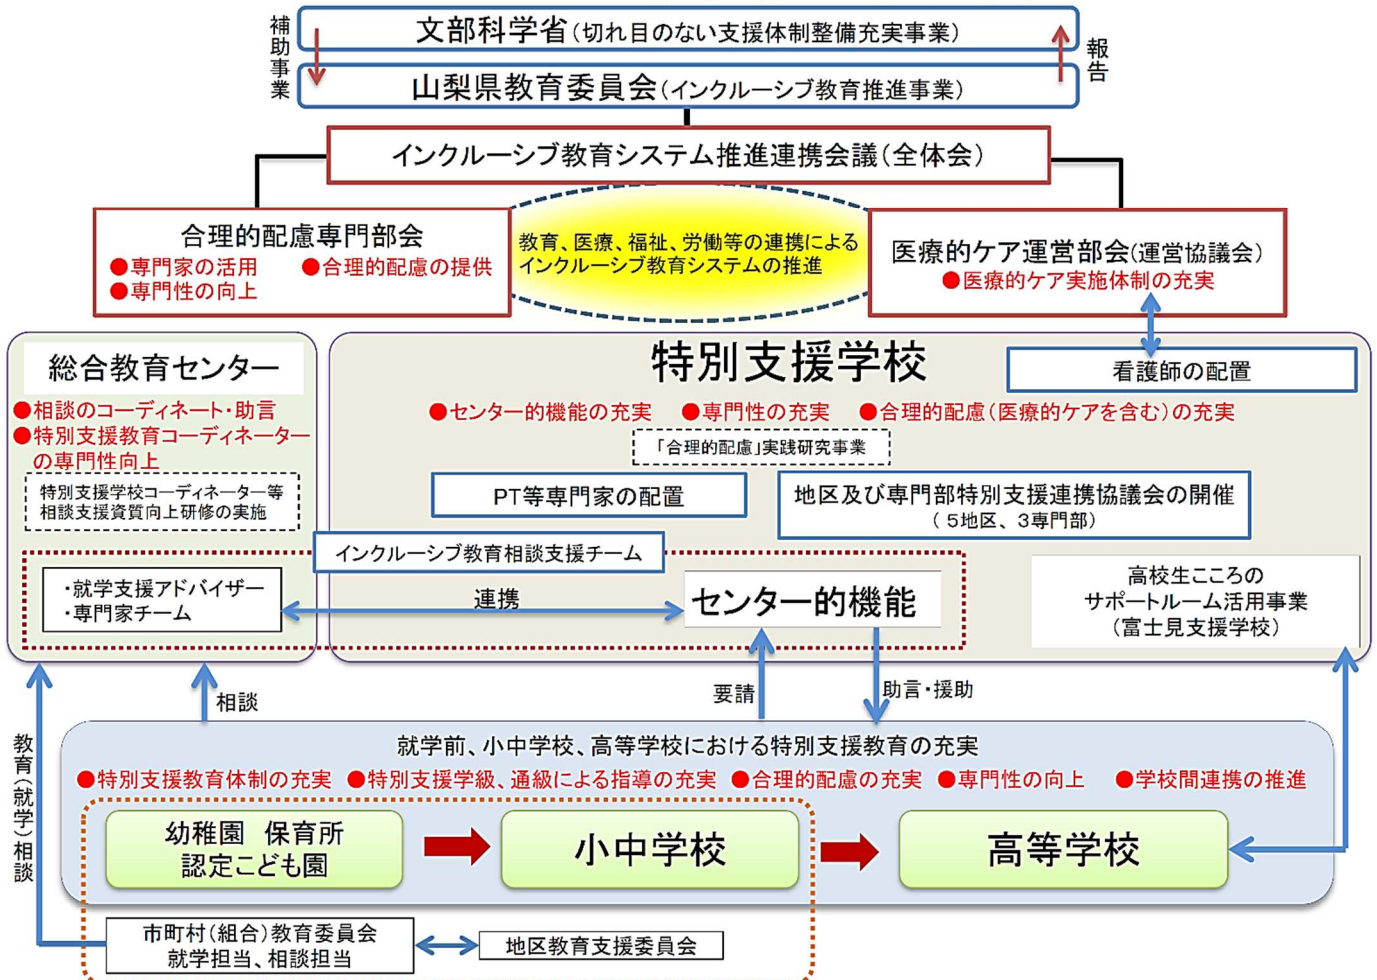 補助事業
文部科学省(切れ目のない支援体制整備充実事業)
報告
山梨県教育委員会(インクルーシブ教育推進事業)
インクルーシブ教育システム推進連携会議(全体会)
合理的配慮専門部会
●専門家の活用 ●合理的配慮の提供
●専門性の向上
教育、医療、福祉、労働等の連携による
インクルーシブ教育システムの推進
医療的ケア運営部会(運営協議会)
●医療的ケア実施体制の充実
総合教育センター
●相談のコーディネート・助言
●特別支援教育コーディネーター
の専門性向上
特別支援学校コーディネーター等
相談支援資質向上研修の実施
特別支援学校
看護師の配置
●センター的機能の充実 ●専門性の充実 ●合理的配慮(医療的ケアを含む)の充実
「合理的配慮」実践研究事業
PT等専門家の配置
地区及び専門部特別支援連携協議会の開催
(5地区、3専門部)
インクルーシブ教育相談支援チーム
・就学支援アドバイザー
・専門家チーム
連携
センター的機能
高校生こころの
サポートルーム活用事業
(富士見支援学校)
相談
要請
助言・援助
教育(就学)相談
就学前、小中学校、高等学校における特別支援教育の充実
●特別支援教育体制の充実 ●特別支援学級、通級による指導の充実 ●合理的配慮の充実 ●専門性の向上 ●学校間連携の推進
幼稚園 保育所
認定こども園
小中学校
高等学校
市町村(組合)教育委員会
就学担当、相談担当
地区教育支援委員会